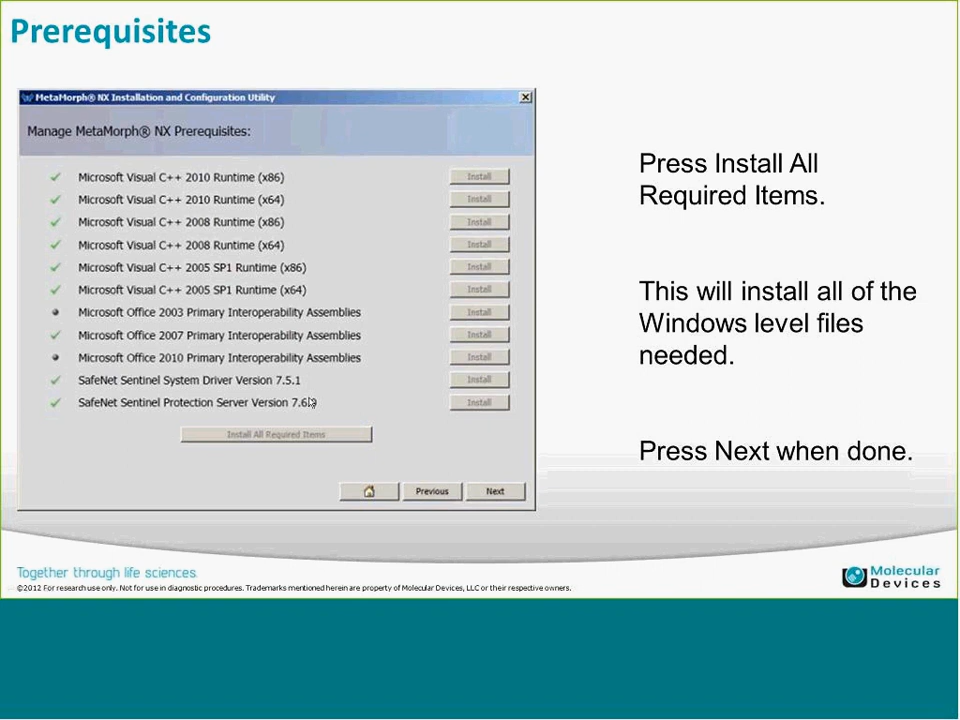 Prerequisites
MetaMorph® NX Installation and Configuration Utility
Manage MetaMorph® NX Prerequisites:
Microsoft Visual C++ 2010 Runtime (x86) Install
Microsoft Visual C++ 2010 Runtime (x64) Install
Microsoft Visual C++ 2008 Runtime (x86) Install
Microsoft Visual C++ 2008 Runtime (x64) Install
Microsoft Visual C++ 2005 SP1 Runtime (x86) Install
Microsoft Visual C++ 2005 SP1 Runtime (x64) Install
Microsoft Office 2003 Primary Interoperability Assemblies Install
Microsoft Office 2007 Primary Interoperability Assemblies Install
Microsoft Office 2010 Primary Interoperability Assemblies Install
SafeNet Sentinel System Driver Version 7.5.1 Install
SafeNet Sentinel Protection Server Version Install
Install All Required Items
Previous Next
Press Install All
Required Items.
This will install all of the
Windows level files
needed.
Press Next when done.
Together through life sciences.
©2012 For research use only. Not for use in diagnostic procedures. Trademarks mentioned herein are property of Molecular Devices, LLC or their respective owners.
Molecular
Devices